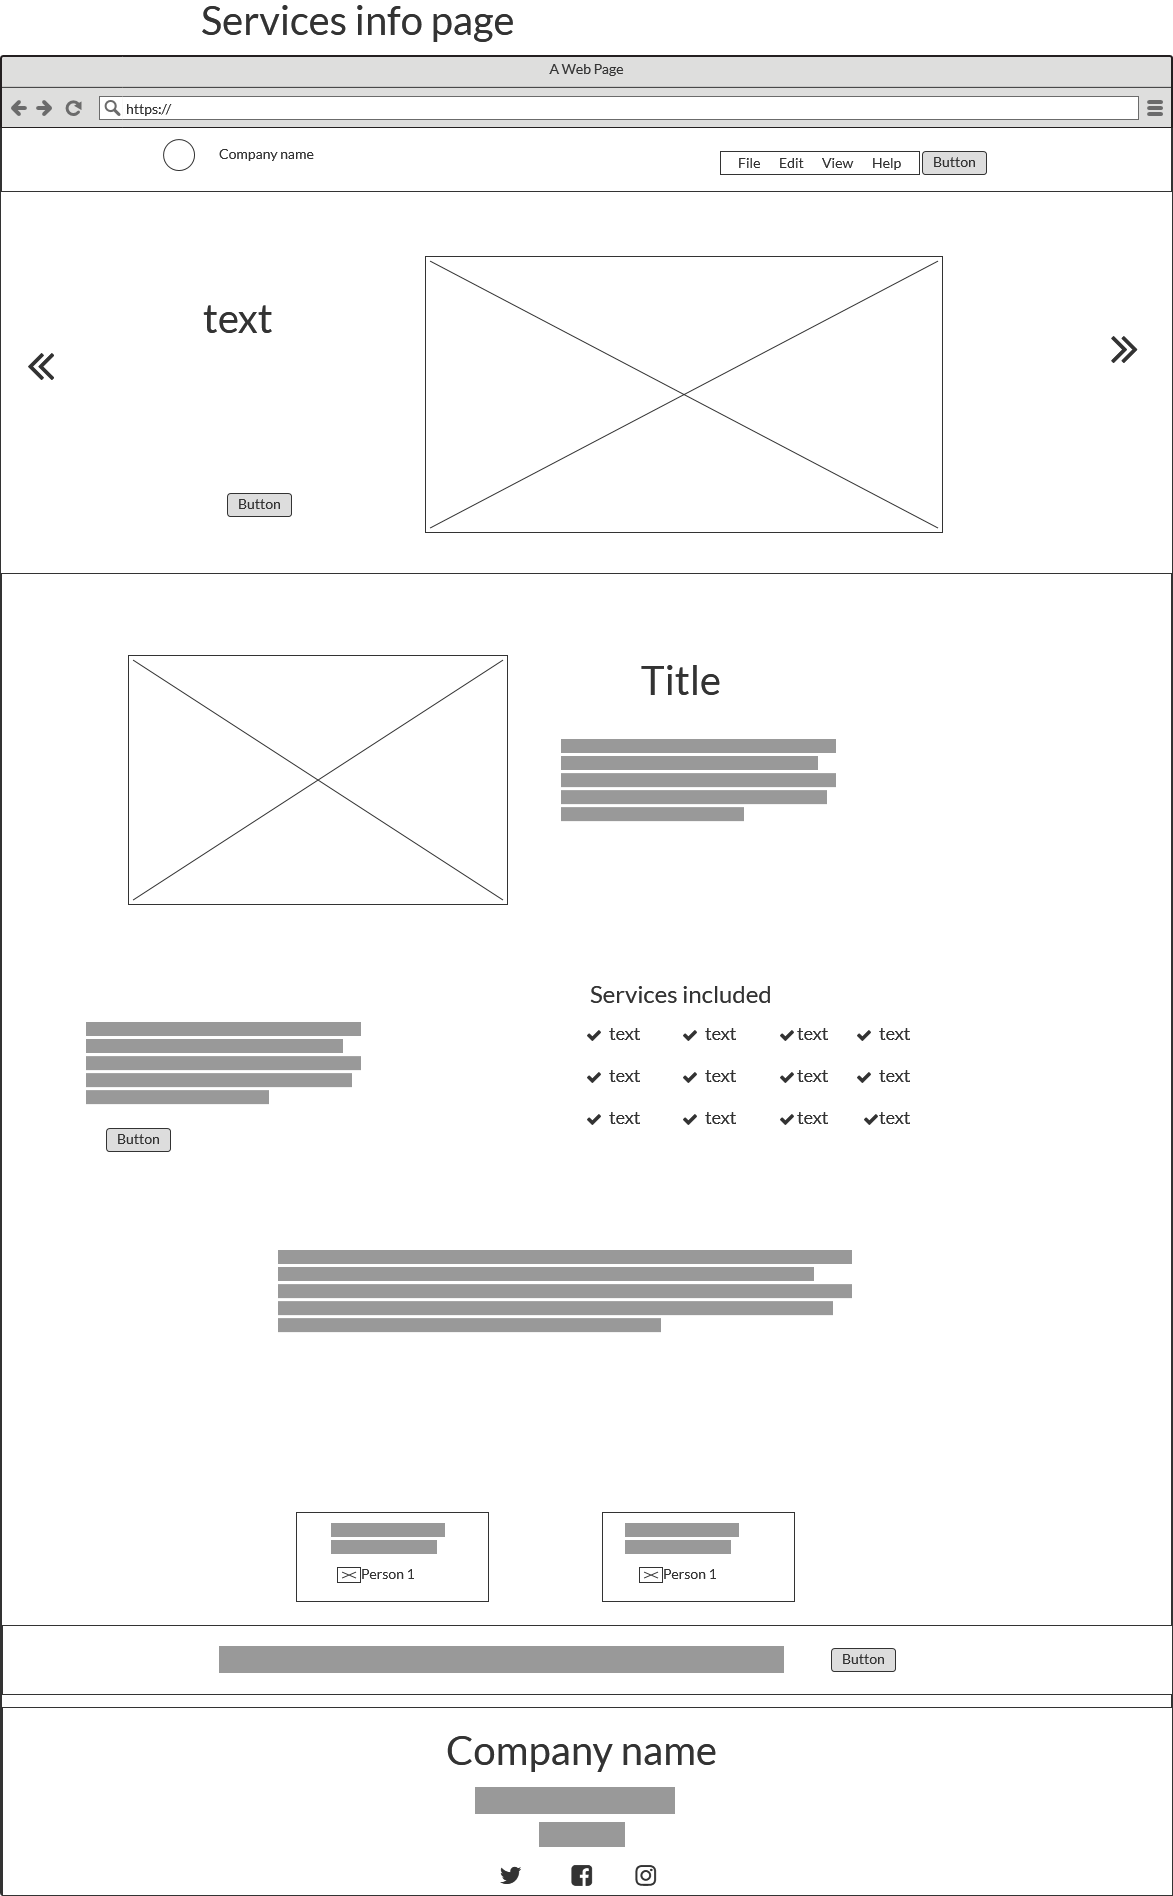 Services info page
A Web Page
https://
Company name
File Edit View Help Button
text
Button
Title
Services included
text text text text
text text text text
text text text text
Button
Person 1 Person 1
Button
Company name